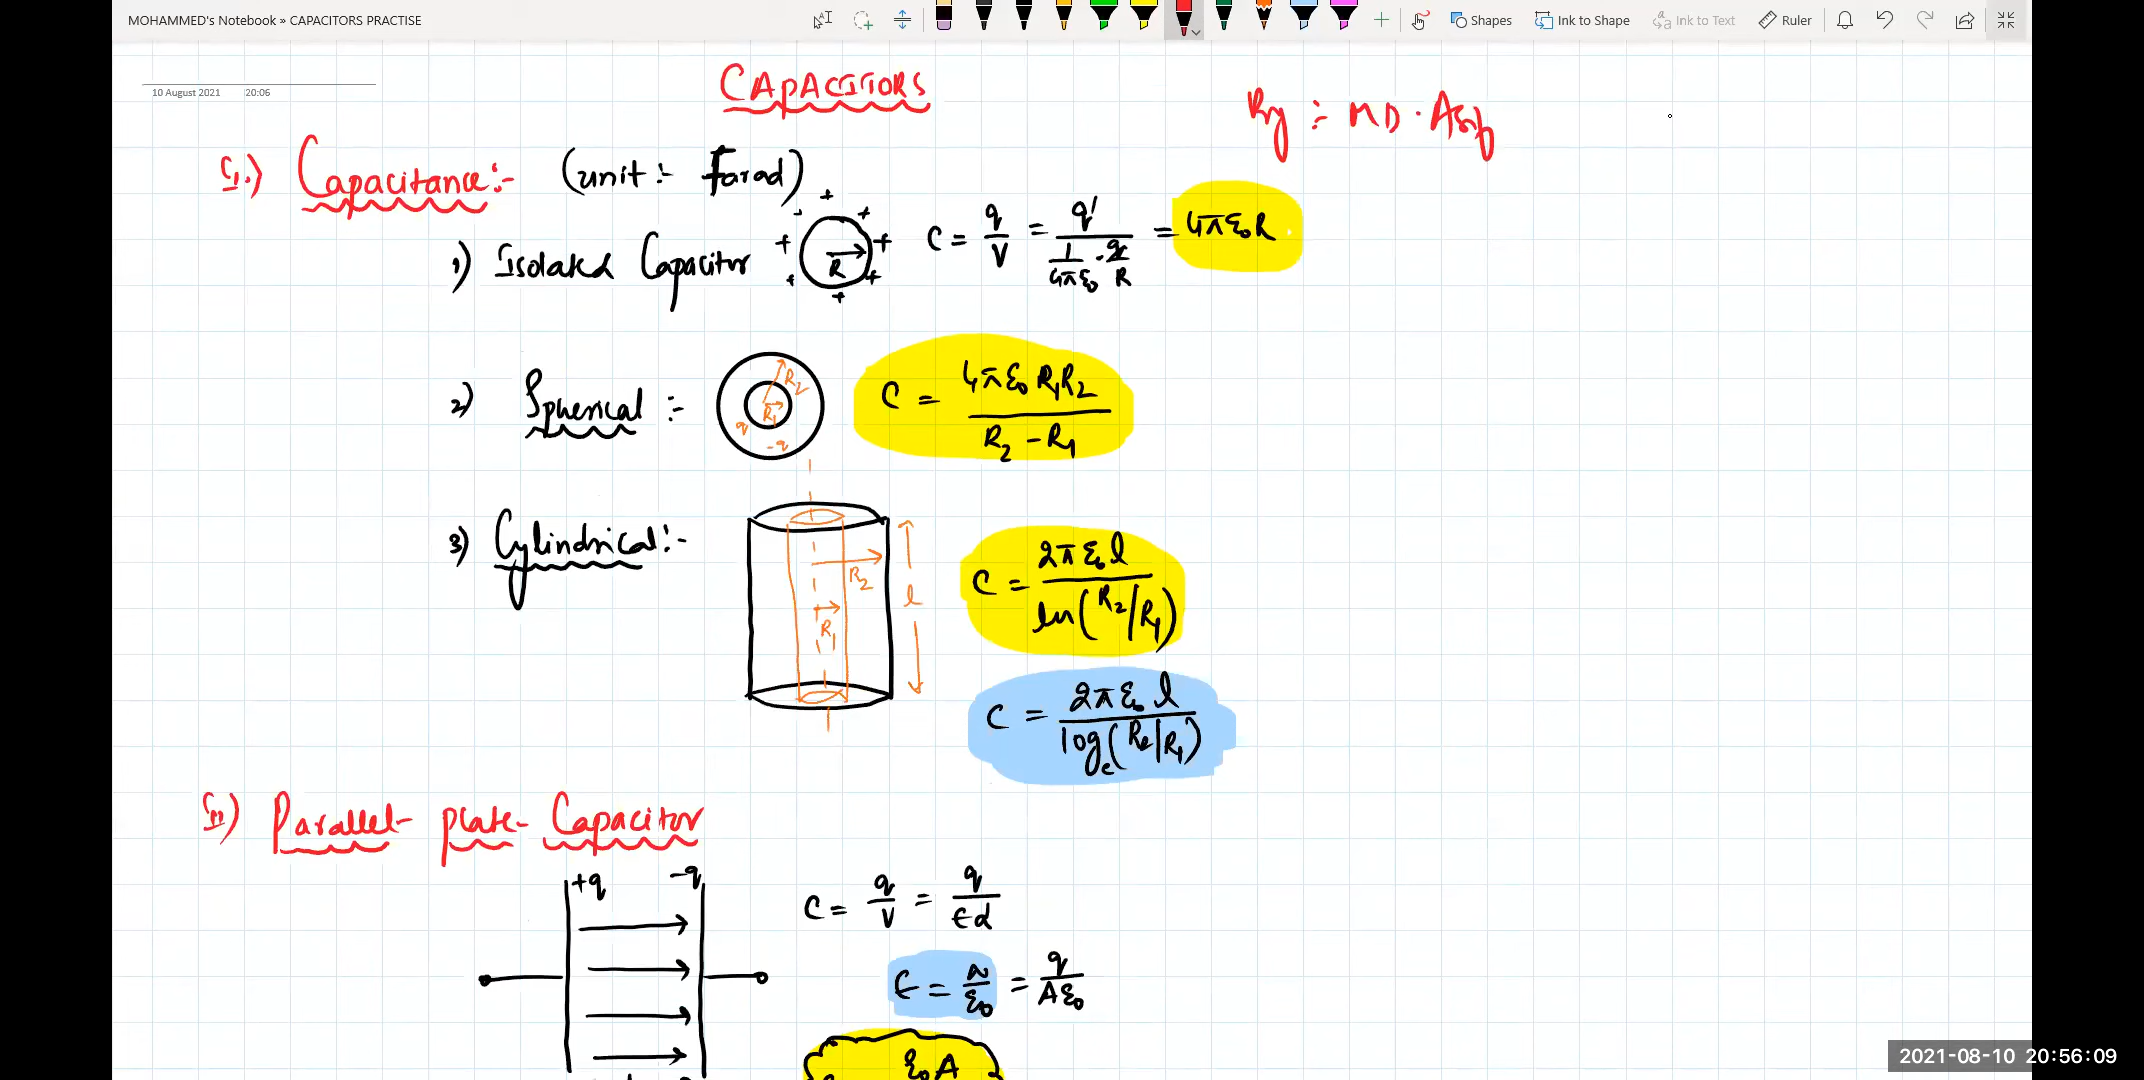 MOHAMMED's Notebook » CAPACITORS PRACTISE
Shapes Ink to Shape Ink to Text Ruler
10 August 2021 20:06
CAPACITORS
By :- MD. Asif
I.) Capacitance:- (unit :- Farad)
1) Isolated Capacitor R C = q/V = q/(1/4πε₀ · q/R) = 4πε₀R
2) Spherical :- R₂ R₁ q -q C = 4πε₀R₁R₂/(R₂ - R₁)
3) Cylindrical:- R₂ R₁ l C = 2πε₀l/ln(R₂/R₁)
C = 2πε₀l/logₑ(R₂/R₁)
II) Parallel plate Capacitor
+q -q C = q/V = q/Ed
E = σ/ε₀ = q/Aε₀
ε₀A
2021-08-10 20:56:09